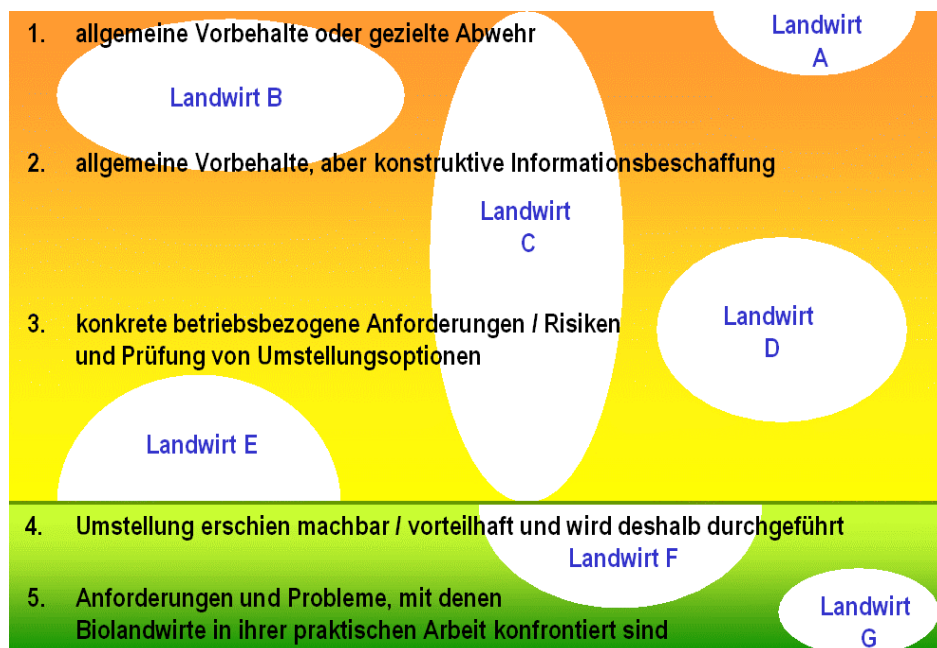 1. allgemeine Vorbehalte oder gezielte Abwehr
Landwirt
A
Landwirt B
2. allgemeine Vorbehalte, aber konstruktive Informationsbeschaffung
Landwirt
C
3. konkrete betriebsbezogene Anforderungen / Risiken
und Prüfung von Umstellungsoptionen
Landwirt
D
Landwirt E
4. Umstellung erschien machbar / vorteilhaft und wird deshalb durchgeführt
Landwirt F
5. Anforderungen und Probleme, mit denen
Biolandwirte in ihrer praktischen Arbeit konfrontiert sind
Landwirt
G